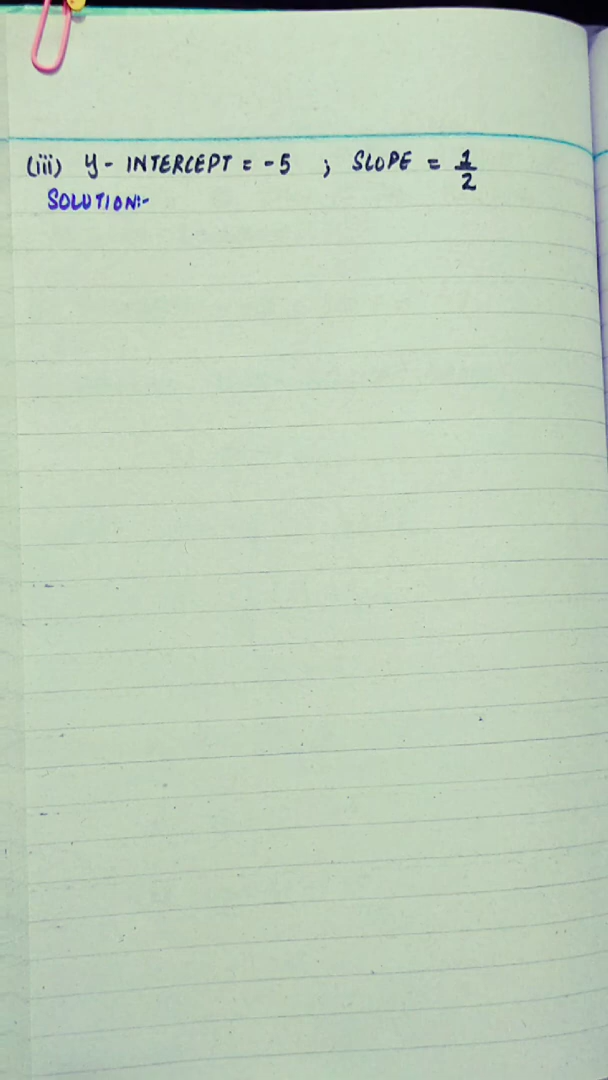 (iii) Y - INTERCEPT = -5 ; SLOPE = 1/2
SOLUTION:-